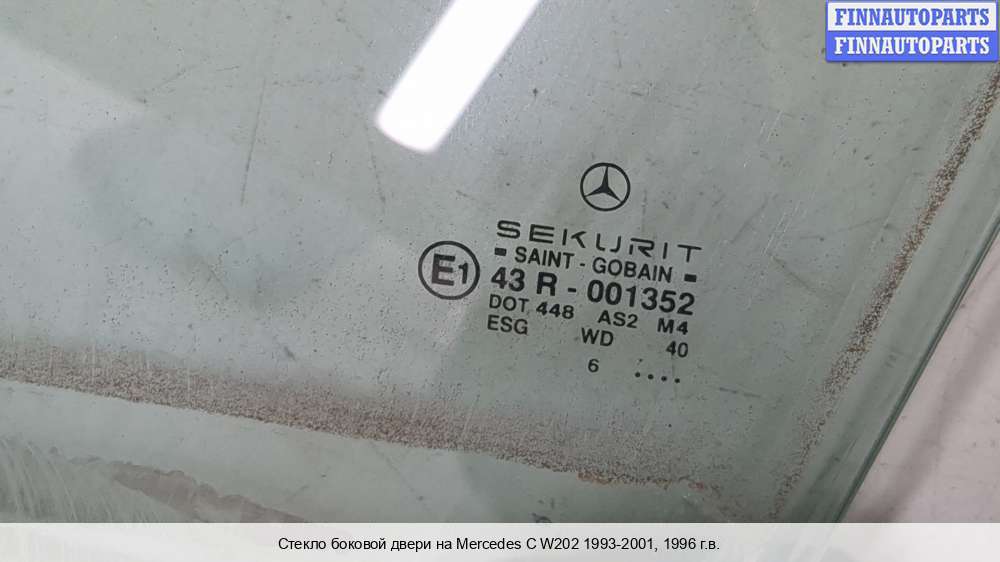 FINNAUTOPARTS
FINNAUTOPARTS
SEKURIT
SAINT - GOBAIN
E1 43 R - 001352
DOT 448 AS2 M4
ESG WD 40
6 ....
Стекло боковой двери на Mercedes C W202 1993-2001, 1996 г.в.